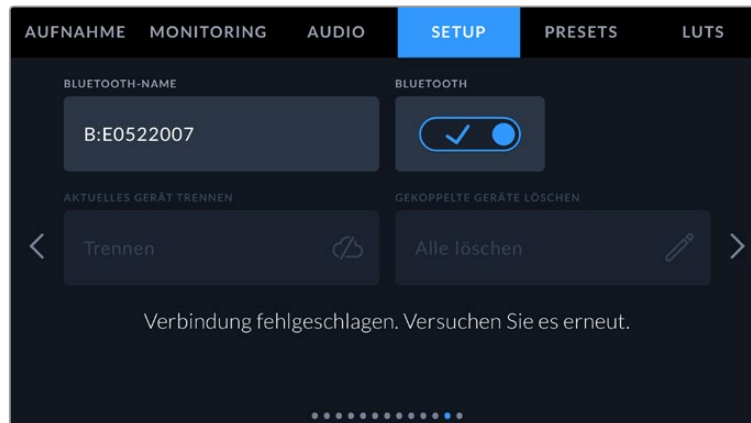 AUFNAHME MONITORING AUDIO SETUP PRESETS LUTS
BLUETOOTH-NAME BLUETOOTH
B:E0522007
AKTUELLES GERÄT TRENNEN GEKOPPELTE GERÄTE LÖSCHEN
Trennen Alle löschen
Verbindung fehlgeschlagen. Versuchen Sie es erneut.